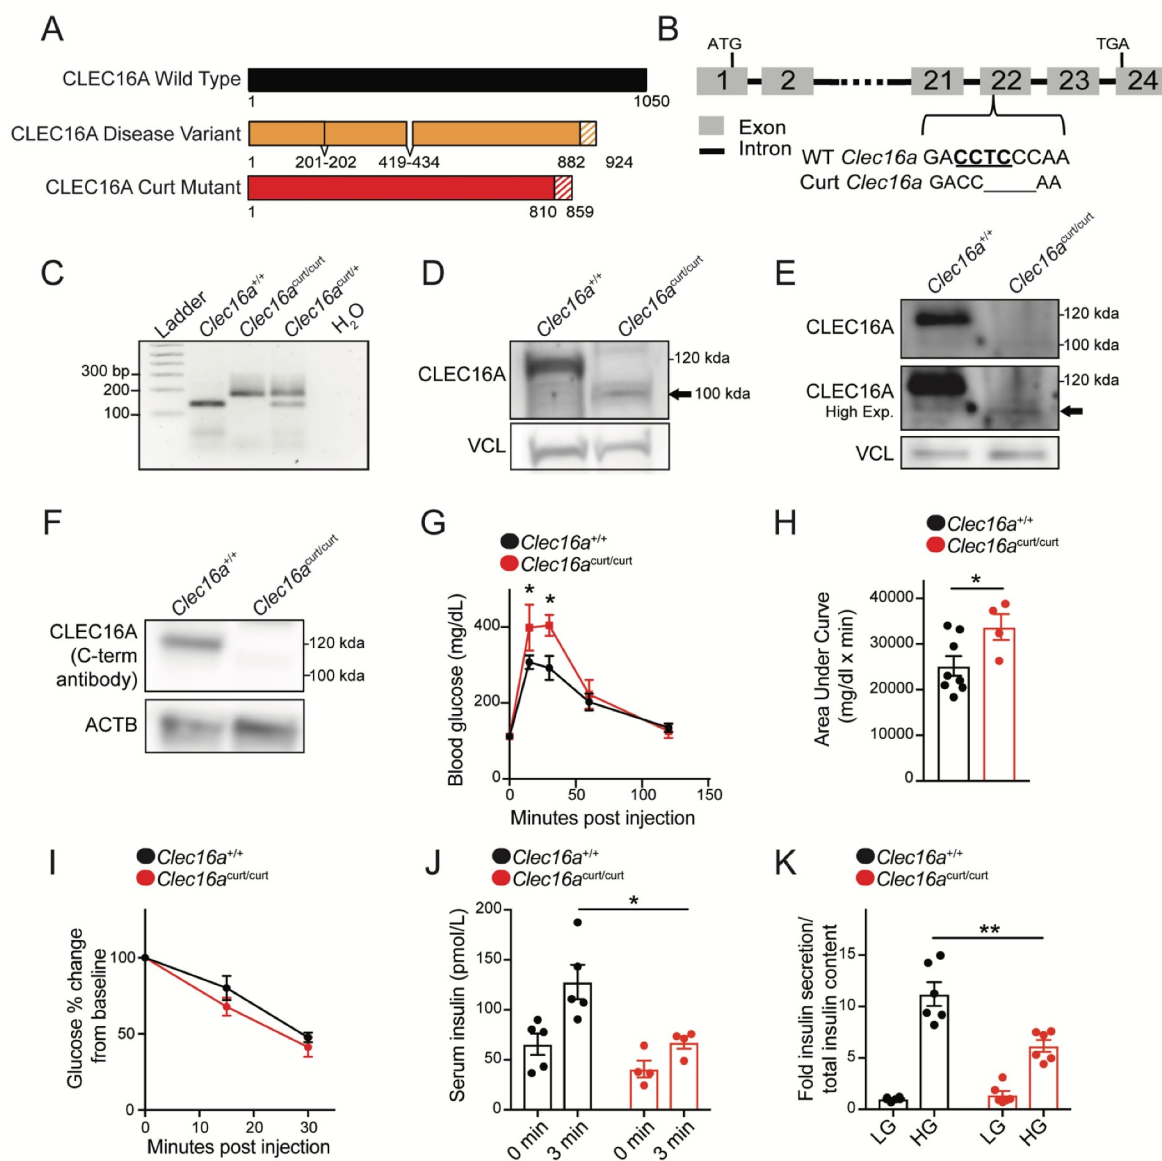 A
CLEC16A Wild Type
1
1050
CLEC16A Disease Variant
1
201-202
419-434
882
924
CLEC16A Curt Mutant
1
810
859
B
ATG
TGA
1
2
21
22
23
24
Exon
Intron
WT Clec16a GACCTCCCAA
Curt Clec16a GACC_____AA
C
Ladder
Clec16a+/+
Clec16acurt/curt
Clec16acurt/+
H2O
300 bp
200
100
D
Clec16a+/+
Clec16acurt/curt
CLEC16A
120 kda
100 kda
VCL
E
Clec16a+/+
Clec16acurt/curt
CLEC16A
120 kda
100 kda
CLEC16A
High Exp.
120 kda
VCL
F
Clec16a+/+
Clec16acurt/curt
CLEC16A
(C-term
antibody)
120 kda
100 kda
ACTB
G
Clec16a+/+
Clec16acurt/curt
Blood glucose (mg/dL)
400
200
0
* *
0 50 100 150
Minutes post injection
H
Clec16a+/+
Clec16acurt/curt
Area Under Curve
(mg/dl x min)
40000
30000
20000
10000
0
*
I
Clec16a+/+
Clec16acurt/curt
Glucose % change
from baseline
100
50
0
0 10 20 30
Minutes post injection
J
Clec16a+/+
Clec16acurt/curt
Serum insulin (pmol/L)
200
150
100
50
0
*
0 min
3 min
0 min
3 min
K
Clec16a+/+
Clec16acurt/curt
Fold insulin secretion/
total insulin content
15
10
5
0
**
LG
HG
LG
HG